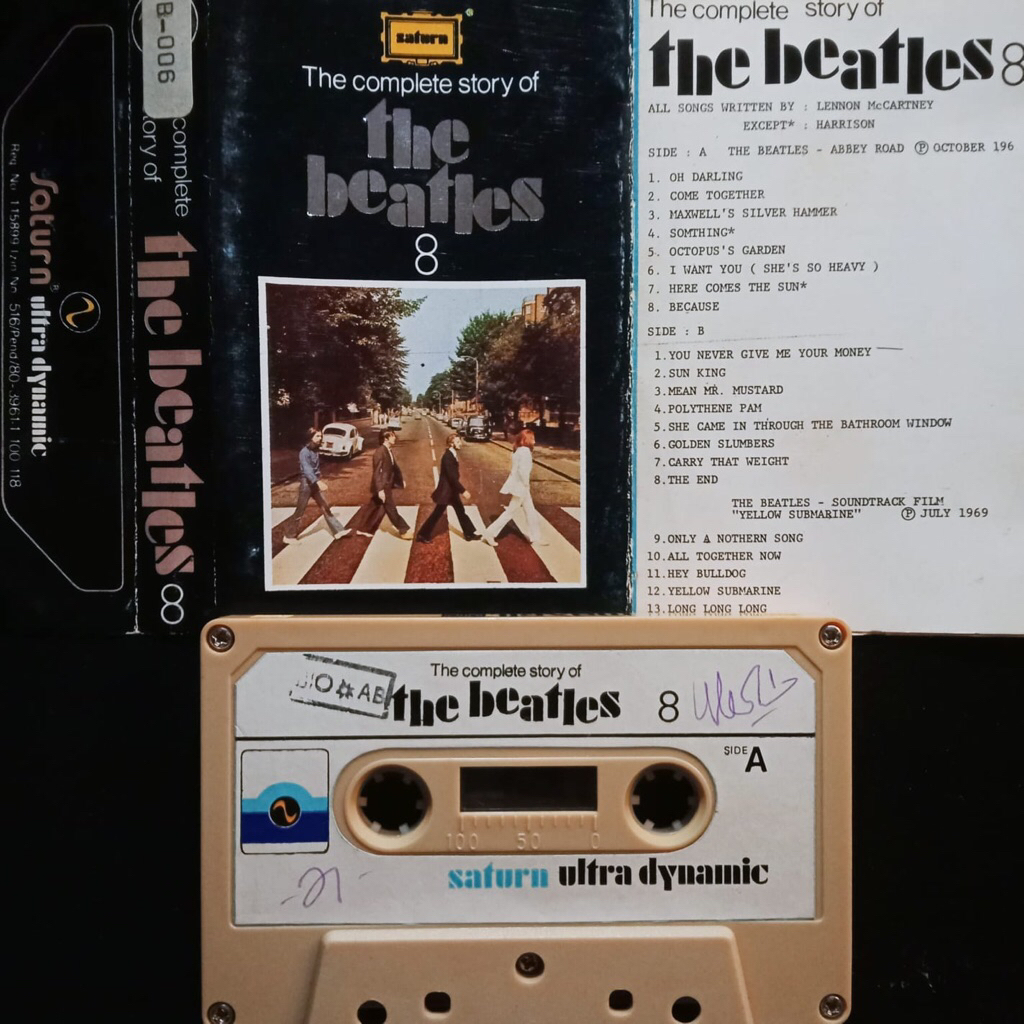 B-006
complete
tory of
the beatles 8
saturn ultra dynamic
saturn
The complete story of
the
beatles
8
The complete story of
the beatles 8
ALL SONGS WRITTEN BY : LENNON McCARTNEY
EXCEPT* : HARRISON
SIDE : A THE BEATLES - ABBEY ROAD Ⓟ OCTOBER 196
1. OH DARLING
2. COME TOGETHER
3. MAXWELL'S SILVER HAMMER
4. SOMTHING*
5. OCTOPUS'S GARDEN
6. I WANT YOU ( SHE'S SO HEAVY )
7. HERE COMES THE SUN*
8. BECAUSE
SIDE : B
1.YOU NEVER GIVE ME YOUR MONEY
2.SUN KING
3.MEAN MR. MUSTARD
4.POLYTHENE PAM
5.SHE CAME IN THROUGH THE BATHROOM WINDOW
6.GOLDEN SLUMBERS
7.CARRY THAT WEIGHT
8.THE END
THE BEATLES - SOUNDTRACK FILM
"YELLOW SUBMARINE" Ⓟ JULY 1969
9.ONLY A NOTHERN SONG
10.ALL TOGETHER NOW
11.HEY BULLDOG
12.YELLOW SUBMARINE
13.LONG LONG LONG
The complete story of
the beatles 8
SIDE A
100 50 0
saturn ultra dynamic